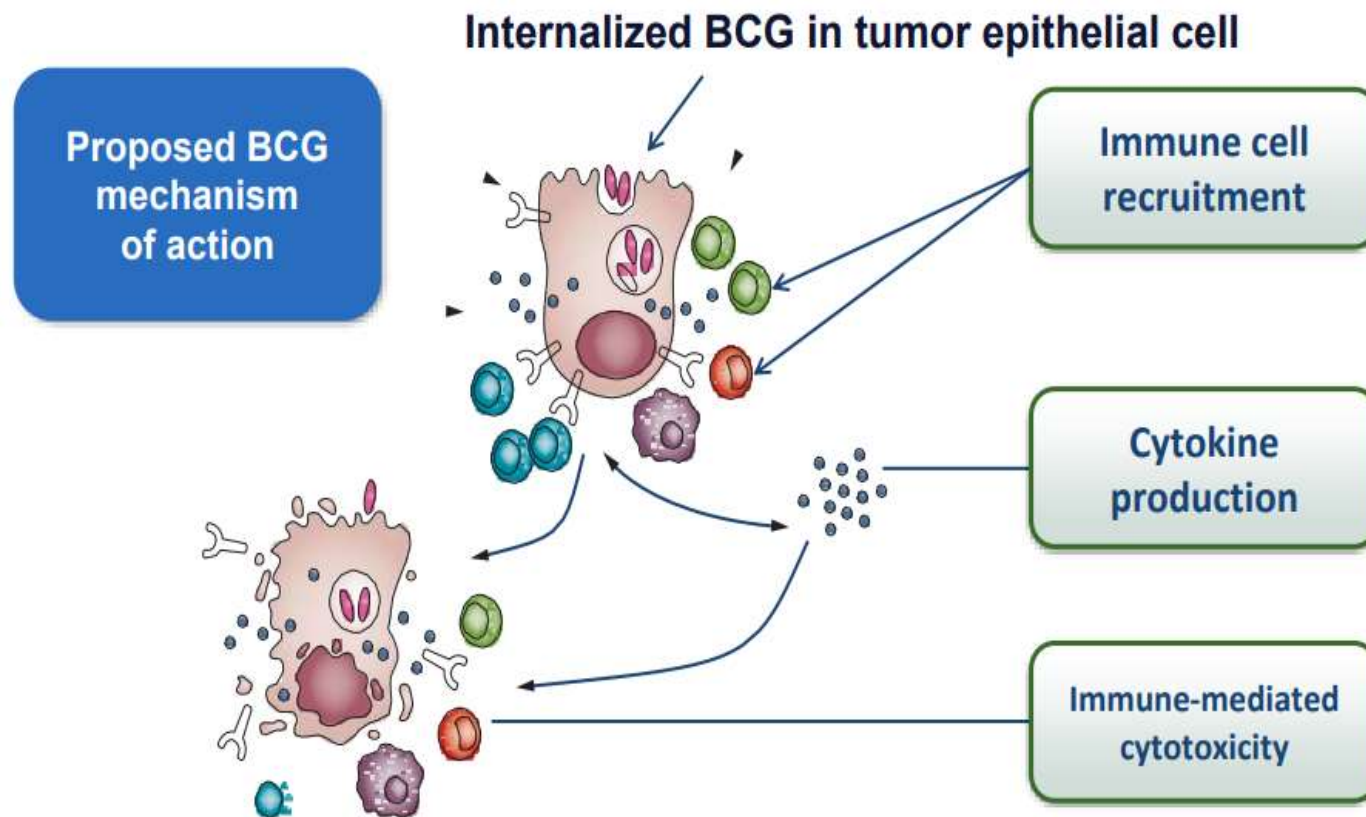 Internalized BCG in tumor epithelial cell
Proposed BCG
mechanism
of action
Immune cell
recruitment
Cytokine
production
Immune-mediated
cytotoxicity